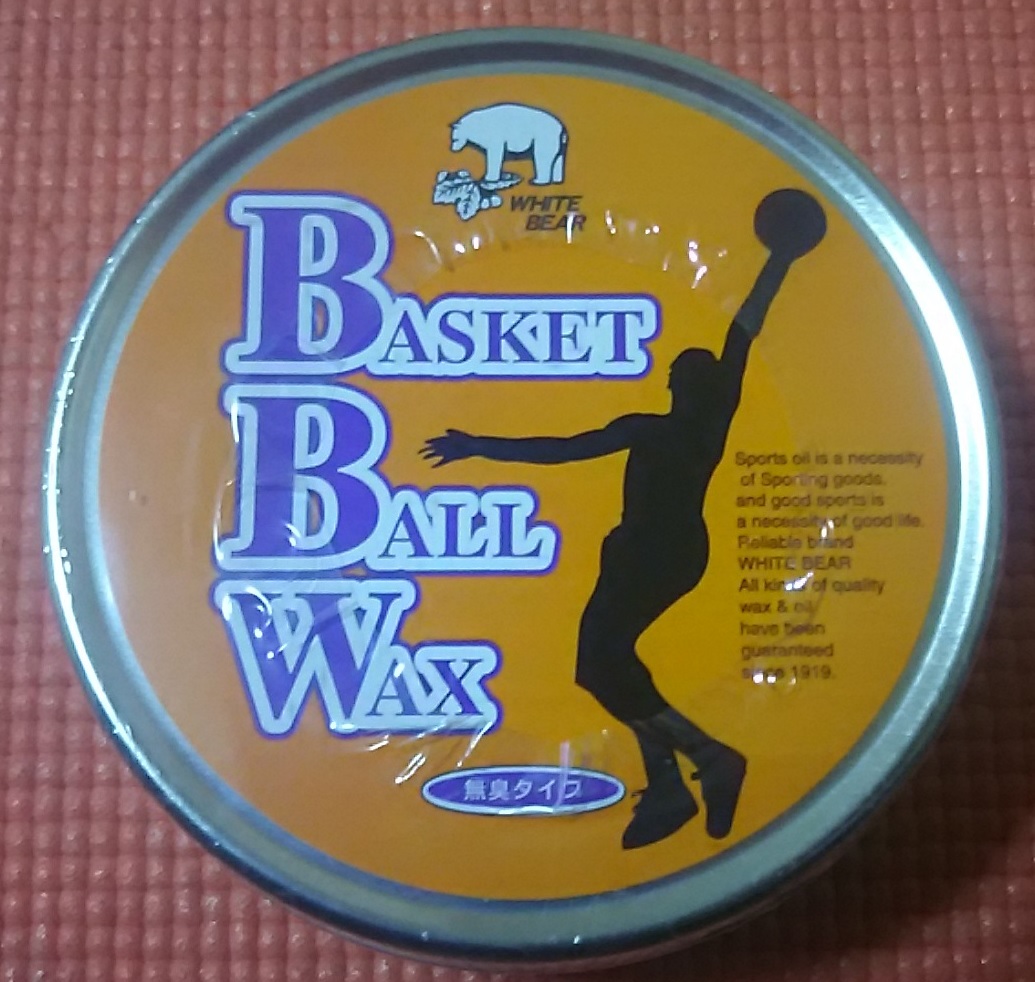 WHITE
BEAR
BASKET
BALL
WAX
Sports oil is a necessity
of Sporting goods,
and good sports is
a necessity of good life.
Reliable brand
WHITE BEAR
All kinds of quality
wax & oil
have been
guaranteed
since 1919.
無臭タイプ